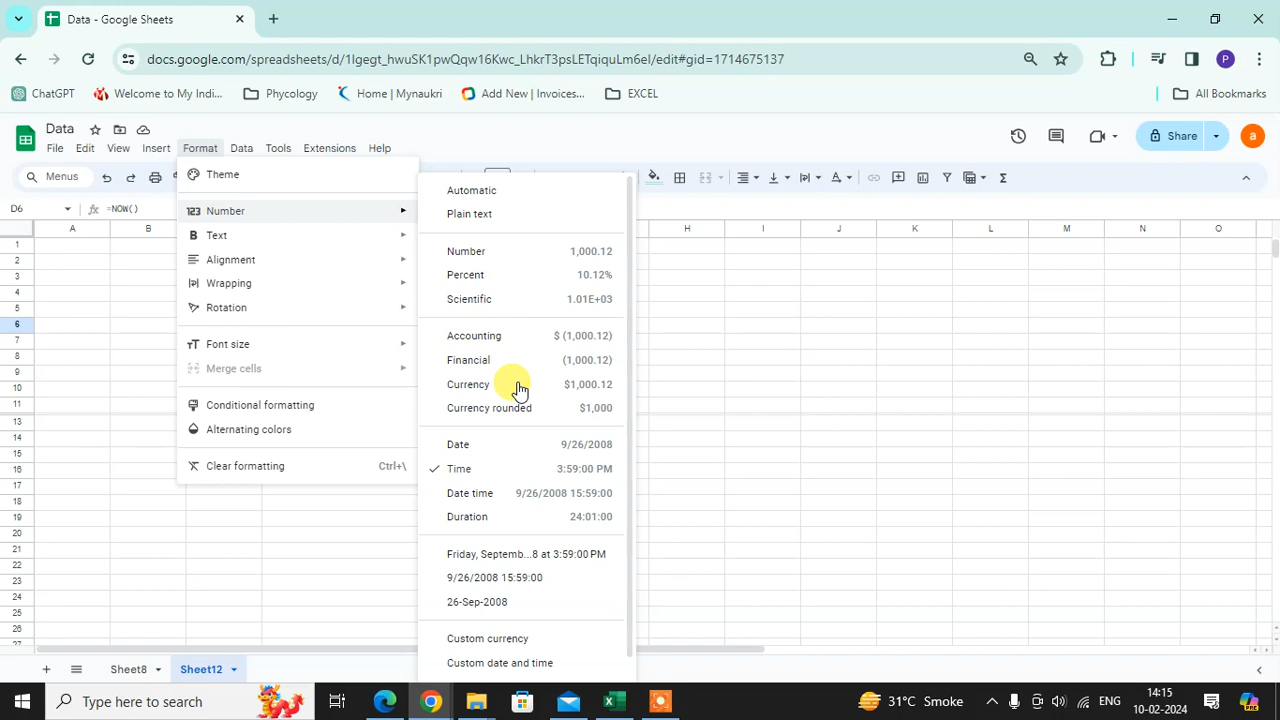 Data - Google Sheets
docs.google.com/spreadsheets/d/1Igegt_hwuSK1pwQqw16Kwc_LhkrT3psLETqiquLm6eI/edit#gid=1714675137
ChatGPT Welcome to My Indi... Phycology Home | Mynaukri Add New | Invoices... EXCEL All Bookmarks
Data
File Edit View Insert Format Data Tools Extensions Help Share a
Menus
D6 fx =NOW()
A B H I J K L M N O
1
2
3
4
5
6
7
8
9
10
11
13
14
15
16
17
18
19
20
21
22
23
24
25
26
27
Theme
123 Number
Text
Alignment
Wrapping
Rotation
Font size
Merge cells
Conditional formatting
Alternating colors
Clear formatting Ctrl+\
Automatic
Plain text
Number 1,000.12
Percent 10.12%
Scientific 1.01E+03
Accounting $ (1,000.12)
Financial (1,000.12)
Currency $1,000.12
Currency rounded $1,000
Date 9/26/2008
Time 3:59:00 PM
Date time 9/26/2008 15:59:00
Duration 24:01:00
Friday, Septemb...8 at 3:59:00 PM
9/26/2008 15:59:00
26-Sep-2008
Custom currency
Custom date and time
Sheet8 Sheet12
Type here to search 31°C Smoke ENG 14:15
10-02-2024